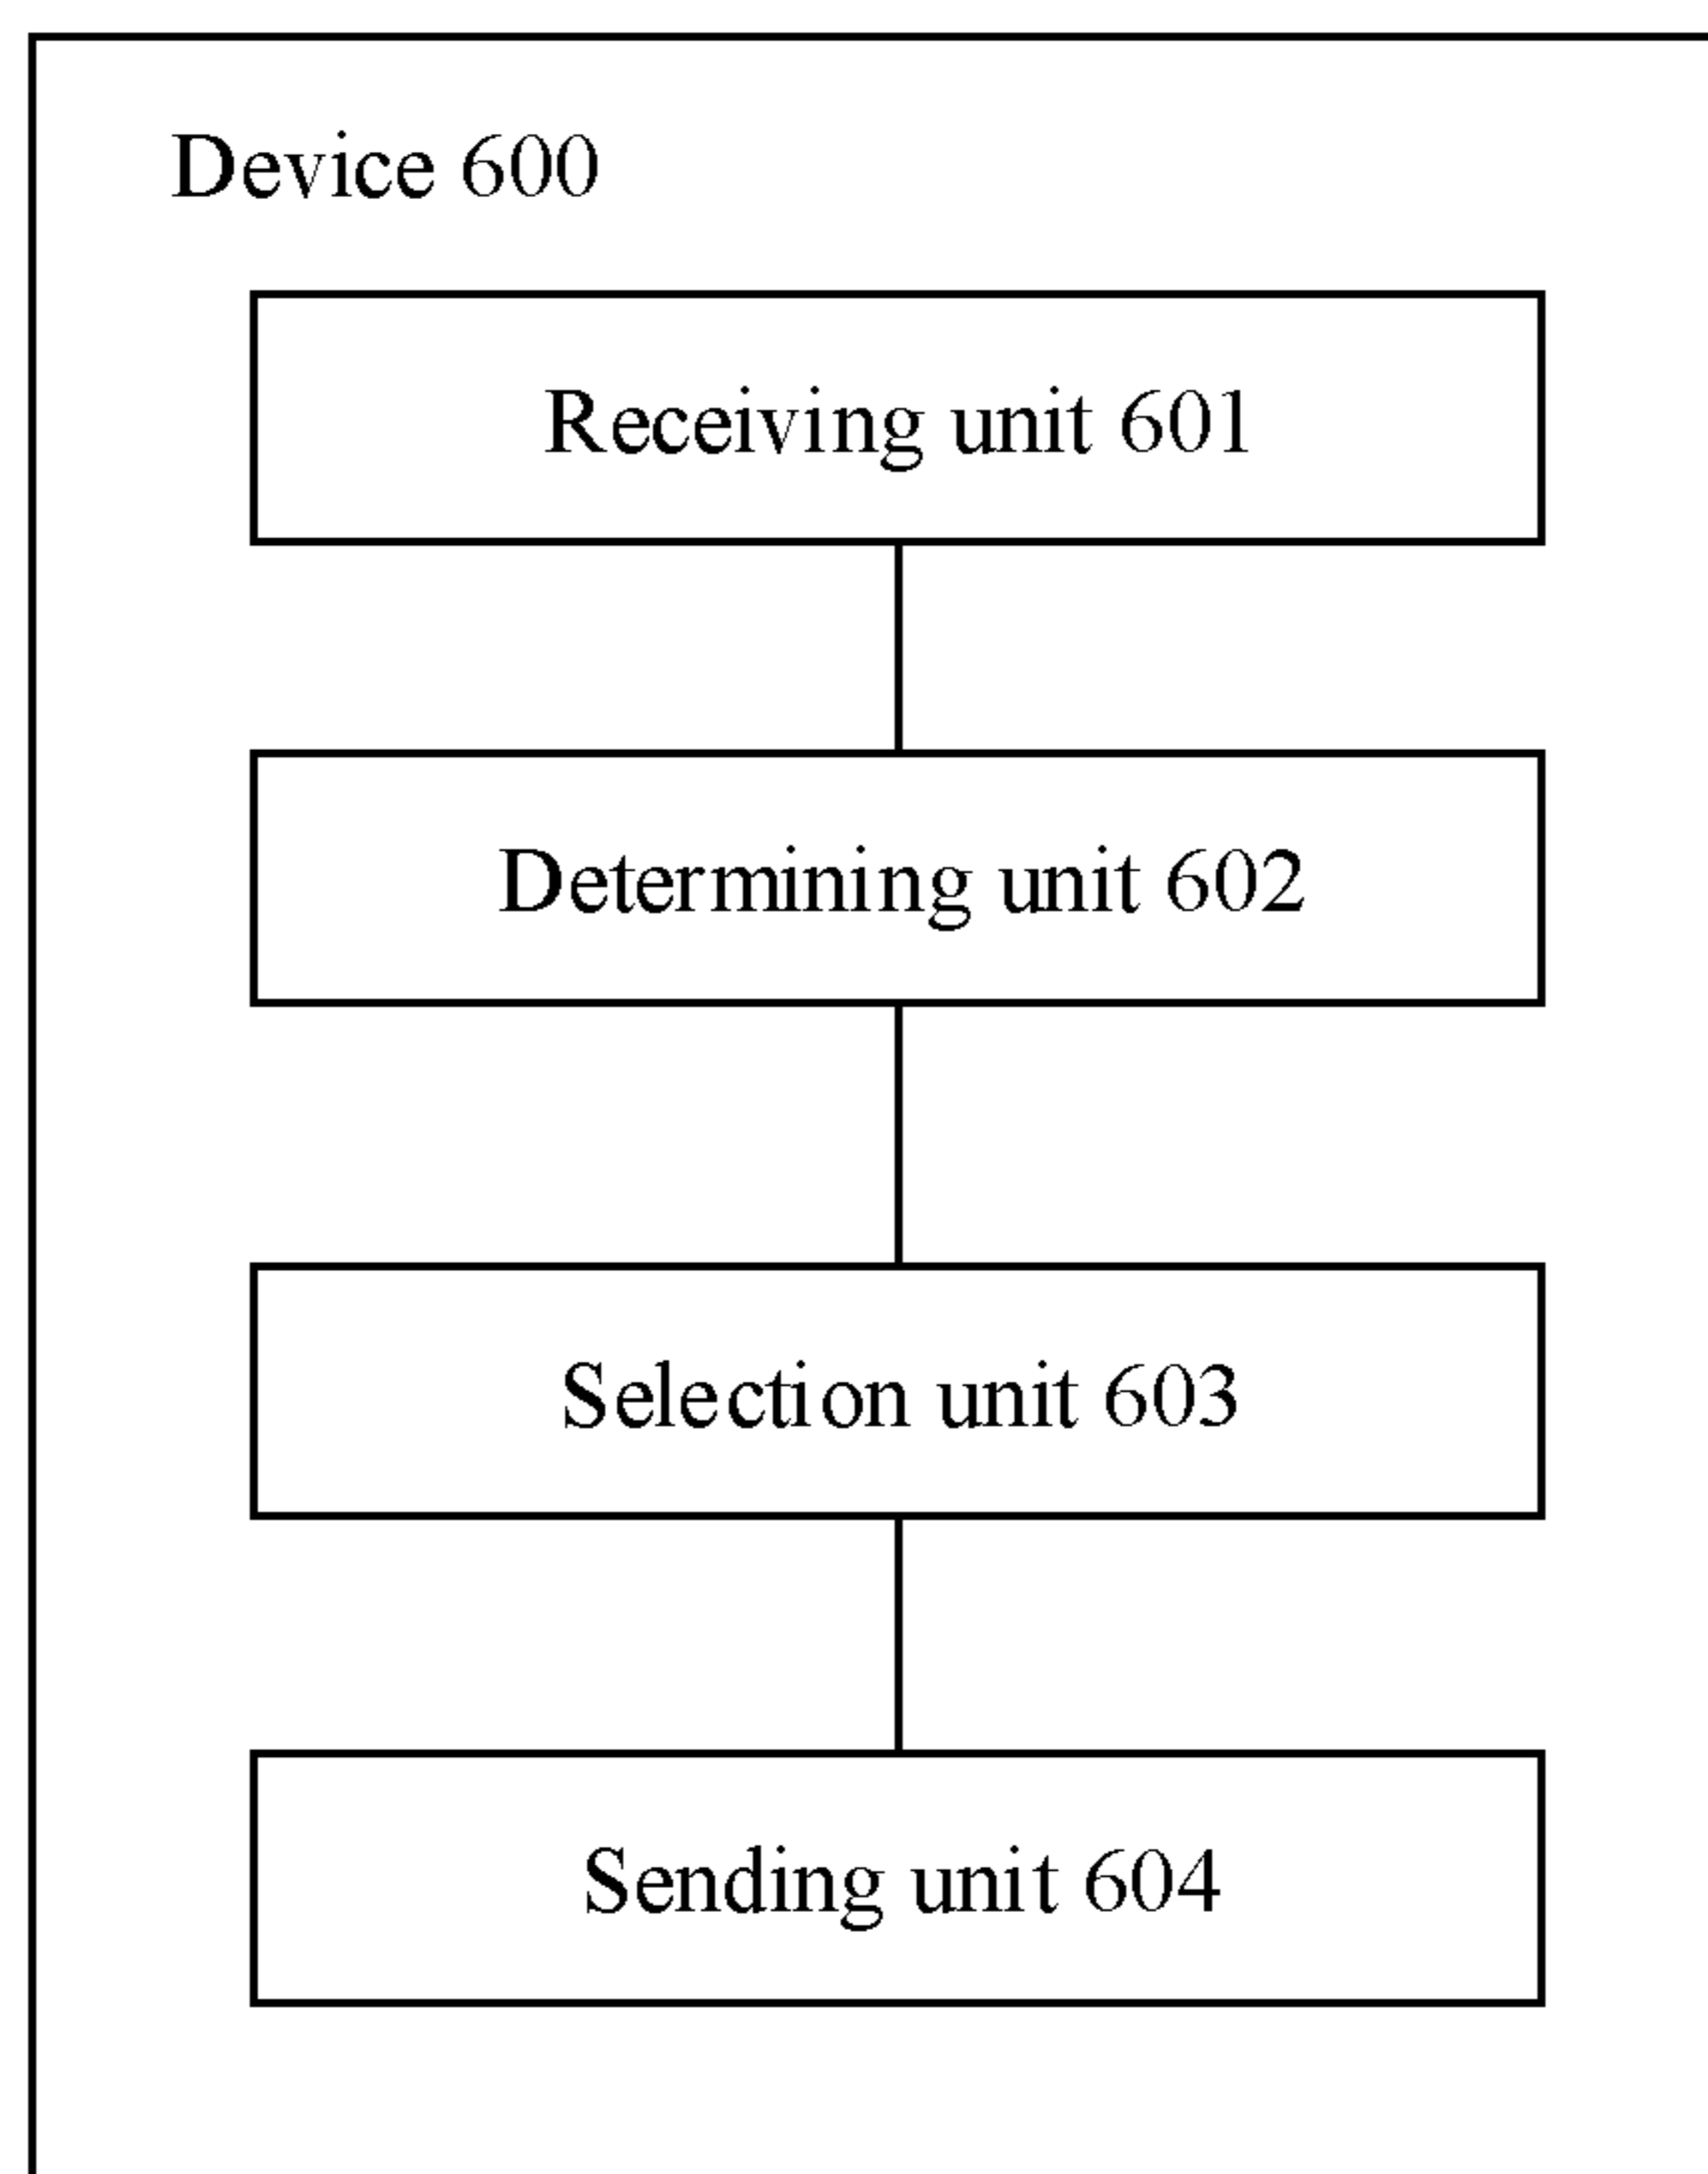 Device 600
Receiving unit 601
Determining unit 602
Selection unit 603
Sending unit 604